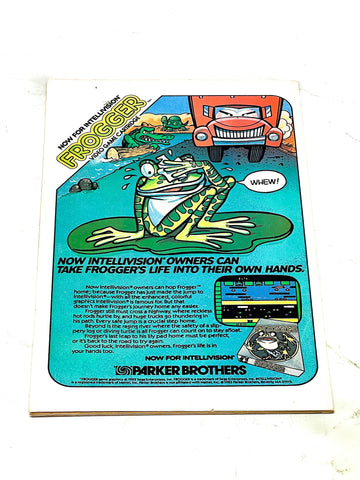 NOW FOR INTELLIVISION®
FROGGER™
VIDEO GAME CARTRIDGE
WHEW!
NOW INTELLIVISION® OWNERS CAN
TAKE FROGGER'S LIFE INTO THEIR OWN HANDS.
Now Intellivision® owners can hop Frogger™
home; because Frogger has just made the jump to
Intellivision®—with all the enhanced, colorful
graphics Intellivision® is famous for. But that
doesn't make Frogger's journey home any easier.
Frogger still must cross a highway, where reckless
hot rods hurtle by and huge trucks go thundering in
his path. Every safe jump is a crucial step home.
Beyond is the raging river where the safety of a slip-
pery log or diving turtle is all Frogger can count on to stay afloat.
Frogger's last leap to his lily pad home must be perfect,
or it's back to the road to try again.
Good luck, Intellivision® owners. Frogger's life is in
your hands too.
NOW FOR INTELLIVISION®
PARKER BROTHERS